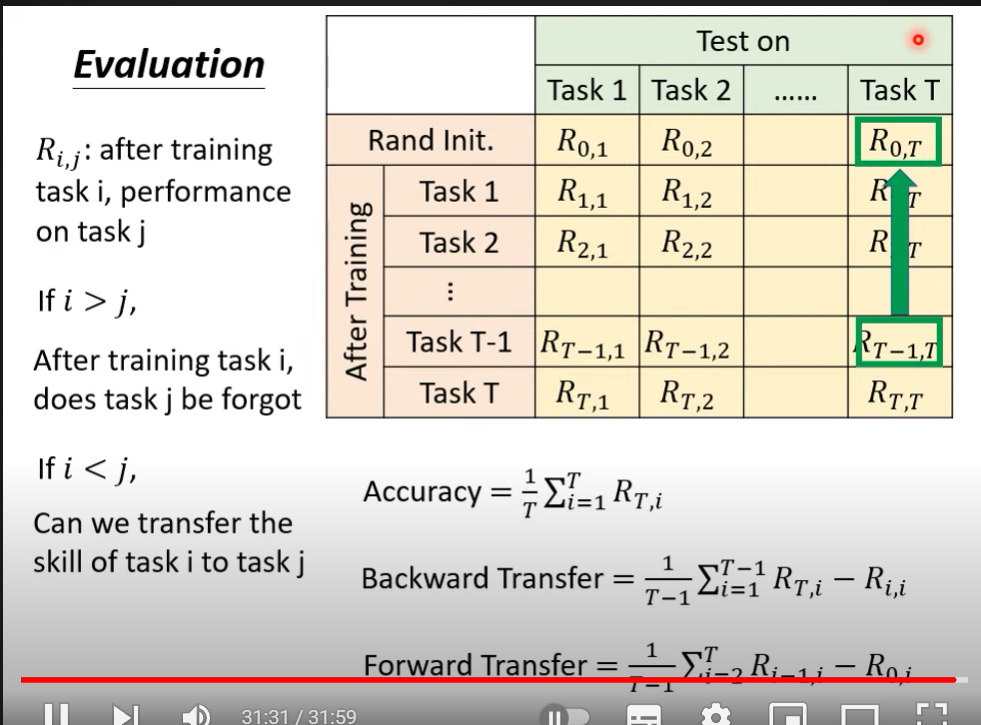 Evaluation
R_{i,j}: after training
task i, performance
on task j
If i > j,
After training task i,
does task j be forgot
If i < j,
Can we transfer the
skill of task i to task j
Test on
Task 1 Task 2 ...... Task T
Rand Init. R_{0,1} R_{0,2} R_{0,T}
After Training
Task 1 R_{1,1} R_{1,2}
Task 2 R_{2,1} R_{2,2}
⋮
Task T-1 R_{T−1,1} R_{T−1,2} R_{T−1,T}
Task T R_{T,1} R_{T,2} R_{T,T}
Accuracy = \frac{1}{T} \sum_{i=1}^{T} R_{T,i}
Backward Transfer = \frac{1}{T−1} \sum_{i=1}^{T−1} R_{T,i} − R_{i,i}
Forward Transfer = \frac{1}{T−1} \sum_{i=2}^{T} R_{i−1,i} − R_{0,i}
31:31 / 31:59